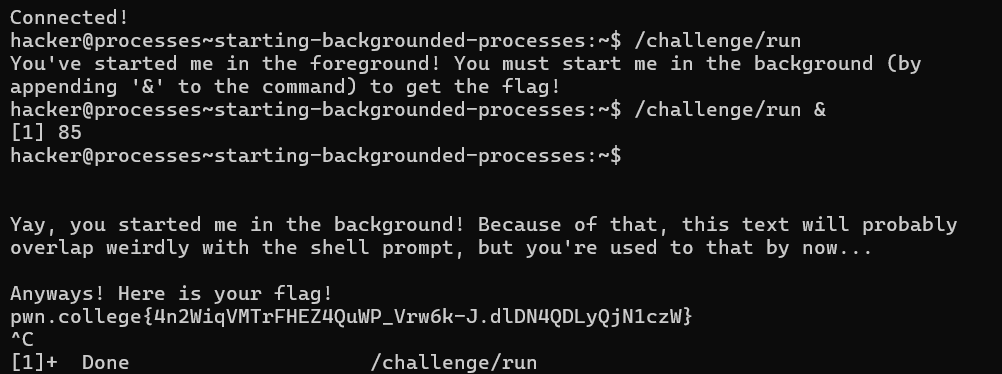 Connected!
hacker@processes~starting-backgrounded-processes:~$ /challenge/run
You've started me in the foreground! You must start me in the background (by
appending '&' to the command) to get the flag!
hacker@processes~starting-backgrounded-processes:~$ /challenge/run &
[1] 85
hacker@processes~starting-backgrounded-processes:~$
Yay, you started me in the background! Because of that, this text will probably
overlap weirdly with the shell prompt, but you're used to that by now...
Anyways! Here is your flag!
pwn.college{4n2WiqVMTrFHEZ4QuWP_Vrw6k-J.dlDN4QDLyQjN1czW}
^C
[1]+  Done                    /challenge/run